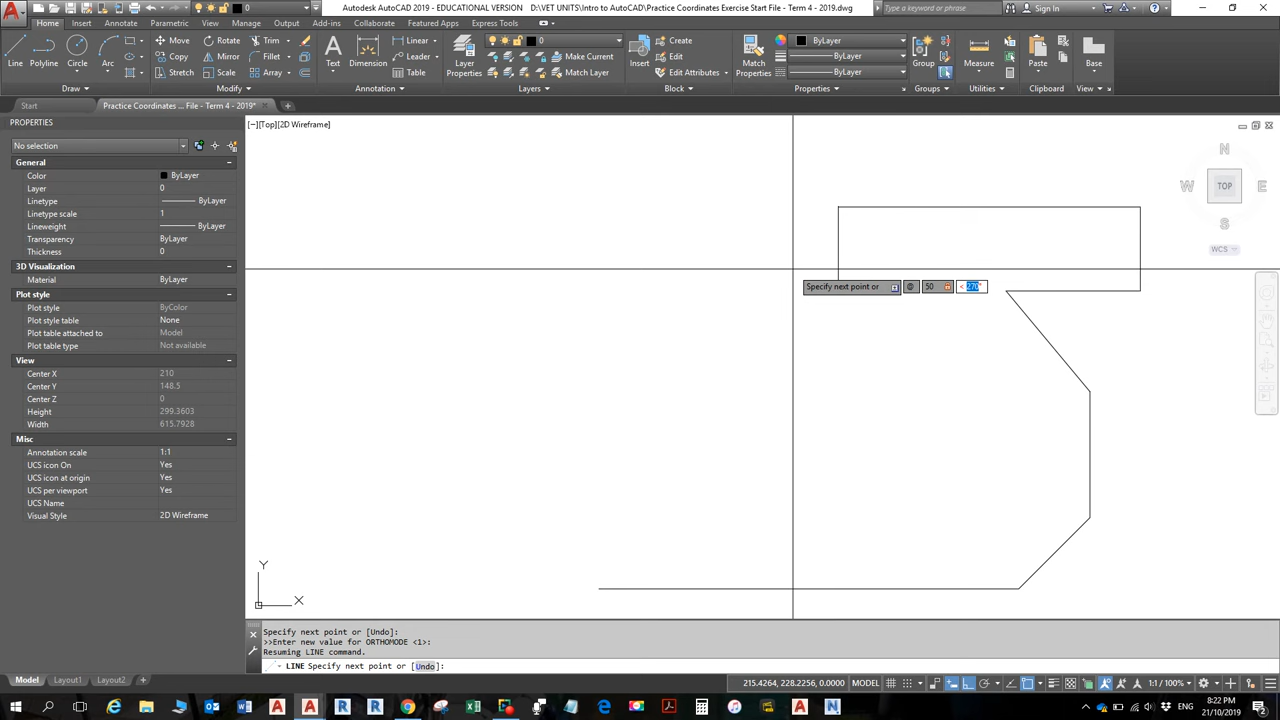 0
Autodesk AutoCAD 2019 - EDUCATIONAL VERSION    D:\VET UNITS\Intro to AutoCAD\Practice Coordinates Exercise Start File - Term 4 - 2019.dwg
Type a keyword or phrase
Sign In
Home Insert Annotate Parametric View Manage Output Add-ins Collaborate Featured Apps Express Tools
Line Polyline Circle Arc
Move Rotate Trim
Copy Mirror Fillet
Stretch Scale Array
Text Dimension
Linear
Leader
Table
Layer Properties
0
Make Current
Match Layer
Insert
Create
Edit
Edit Attributes
Match Properties
ByLayer
ByLayer
ByLayer
Group
Measure
Paste
Base
Draw Modify Annotation Layers Block Properties Groups Utilities Clipboard View
Start
Practice Coordinates ... File - Term 4 - 2019*
PROPERTIES
[−][Top][2D Wireframe]
No selection
General
Color ByLayer
Layer 0
Linetype ByLayer
Linetype scale 1
Lineweight ByLayer
Transparency ByLayer
Thickness 0
3D Visualization
Material ByLayer
Plot style
Plot style ByColor
Plot style table None
Plot table attached to Model
Plot table type Not available
View
Center X 210
Center Y 148.5
Center Z 0
Height 299.3603
Width 615.7928
Misc
Annotation scale 1:1
UCS icon On Yes
UCS icon at origin Yes
UCS per viewport Yes
UCS Name
Visual Style 2D Wireframe
N
W TOP E
S
WCS
Specify next point or @ 50 < 270°
Y
X
Specify next point or [Undo]:
>>Enter new value for ORTHOMODE <1>:
Resuming LINE command.
LINE Specify next point or [Undo]:
Model Layout1 Layout2 +
215.4264, 228.2256, 0.0000 MODEL
1:1 / 100%
ENG
8:22 PM
21/10/2019